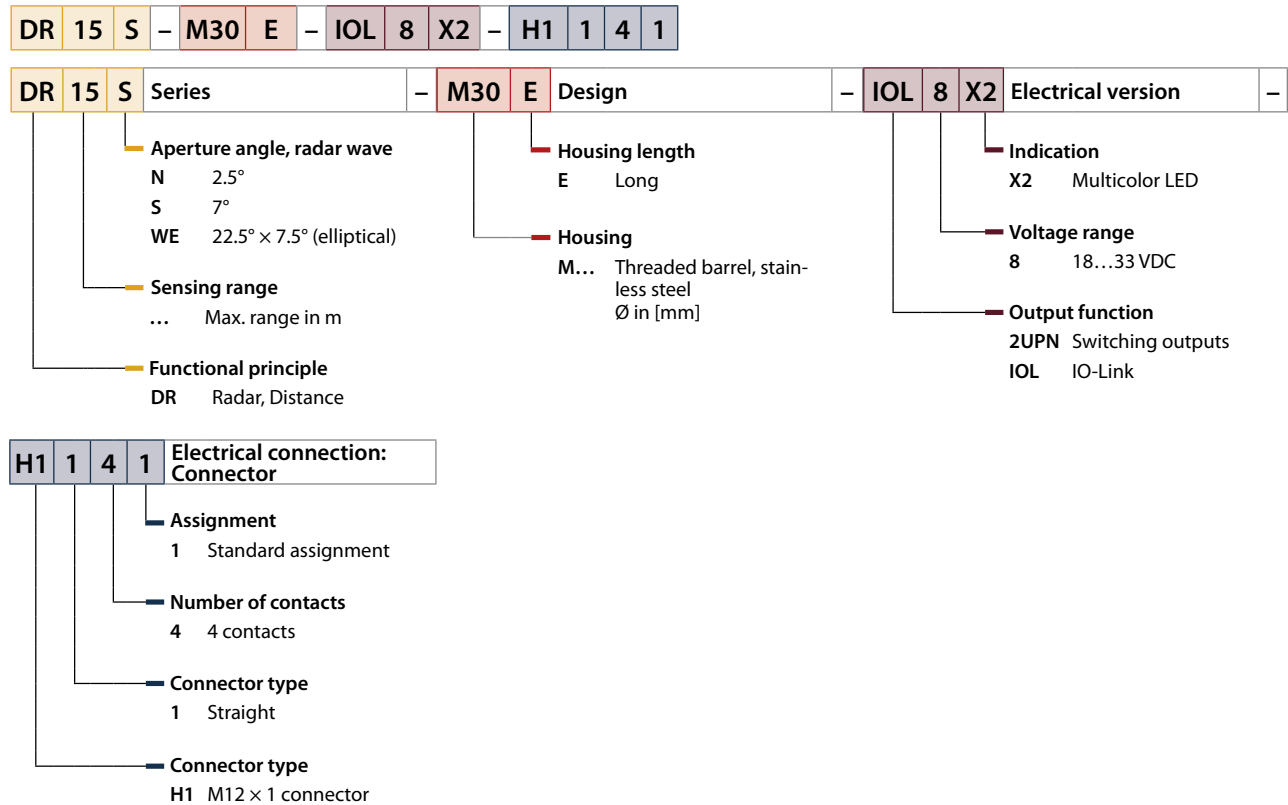 DR 15 S – M30 E – IOL 8 X2 – H1 1 4 1
DR 15 S Series – M30 E Design – IOL 8 X2 Electrical version –
Aperture angle, radar wave
N 2.5°
S 7°
WE 22.5° × 7.5° (elliptical)
Sensing range
… Max. range in m
Functional principle
DR Radar, Distance
Housing length
E Long
Housing
M… Threaded barrel, stain-
less steel
Ø in [mm]
Indication
X2 Multicolor LED
Voltage range
8 18…33 VDC
Output function
2UPN Switching outputs
IOL IO-Link
H1 1 4 1 Electrical connection:
Connector
Assignment
1 Standard assignment
Number of contacts
4 4 contacts
Connector type
1 Straight
Connector type
H1 M12 × 1 connector